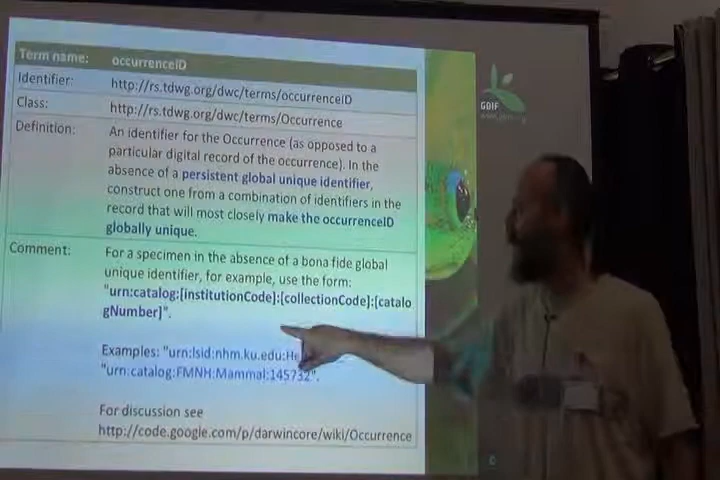 Term name: occurrenceID
Identifier: http://rs.tdwg.org/dwc/terms/occurrenceID
Class: http://rs.tdwg.org/dwc/terms/Occurrence
Definition: An identifier for the Occurrence (as opposed to a
particular digital record of the occurrence). In the
absence of a persistent global unique identifier,
construct one from a combination of identifiers in the
record that will most closely make the occurrenceID
globally unique.
Comment: For a specimen in the absence of a bona fide global
unique identifier, for example, use the form:
"urn:catalog:[institutionCode]:[collectionCode]:[catalo
gNumber]".
Examples: "urn:lsid:nhm.ku.edu:He
"urn:catalog:FMNH:Mammal:145732".
For discussion see
http://code.google.com/p/darwincore/wiki/Occurrence
GBIF